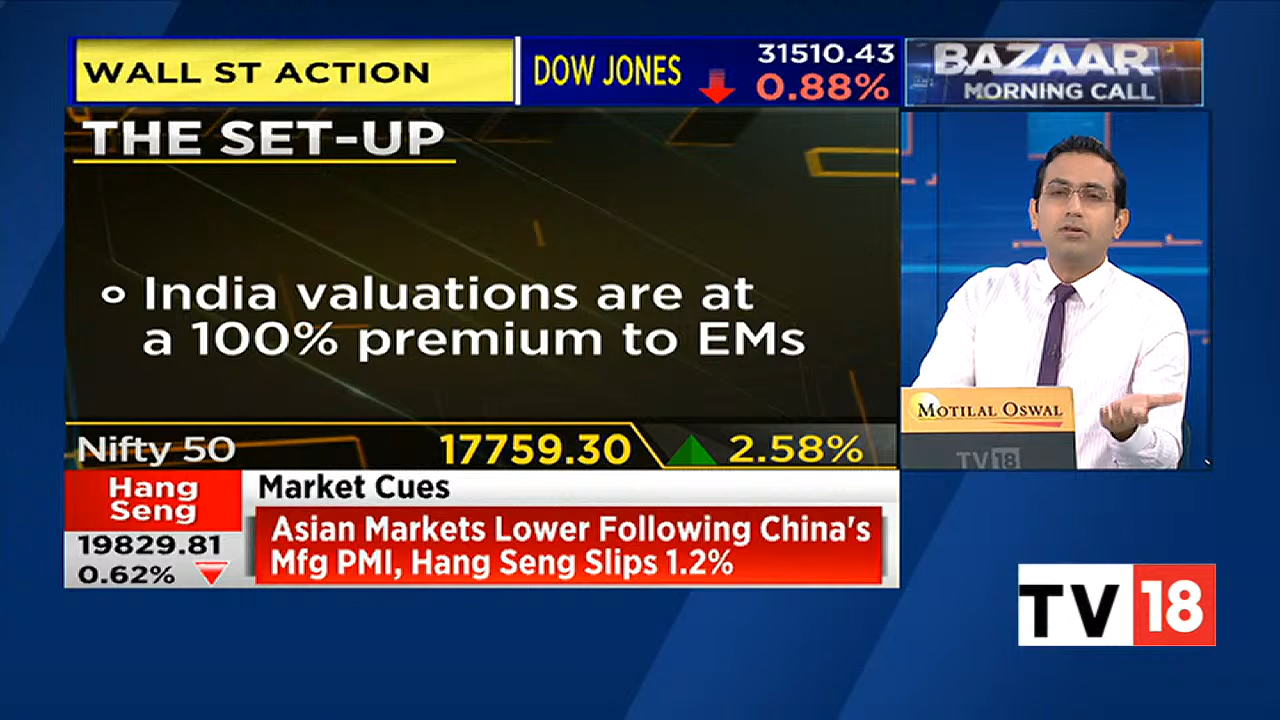 WALL ST ACTION
DOW JONES
31510.43
0.88%
BAZAAR
MORNING CALL
THE SET-UP
India valuations are at
a 100% premium to EMs
MOTILAL OSWAL
TV18
Nifty 50 17759.30 2.58%
Hang
Seng
19829.81
0.62%
Market Cues
Asian Markets Lower Following China's
Mfg PMI, Hang Seng Slips 1.2%
TV18